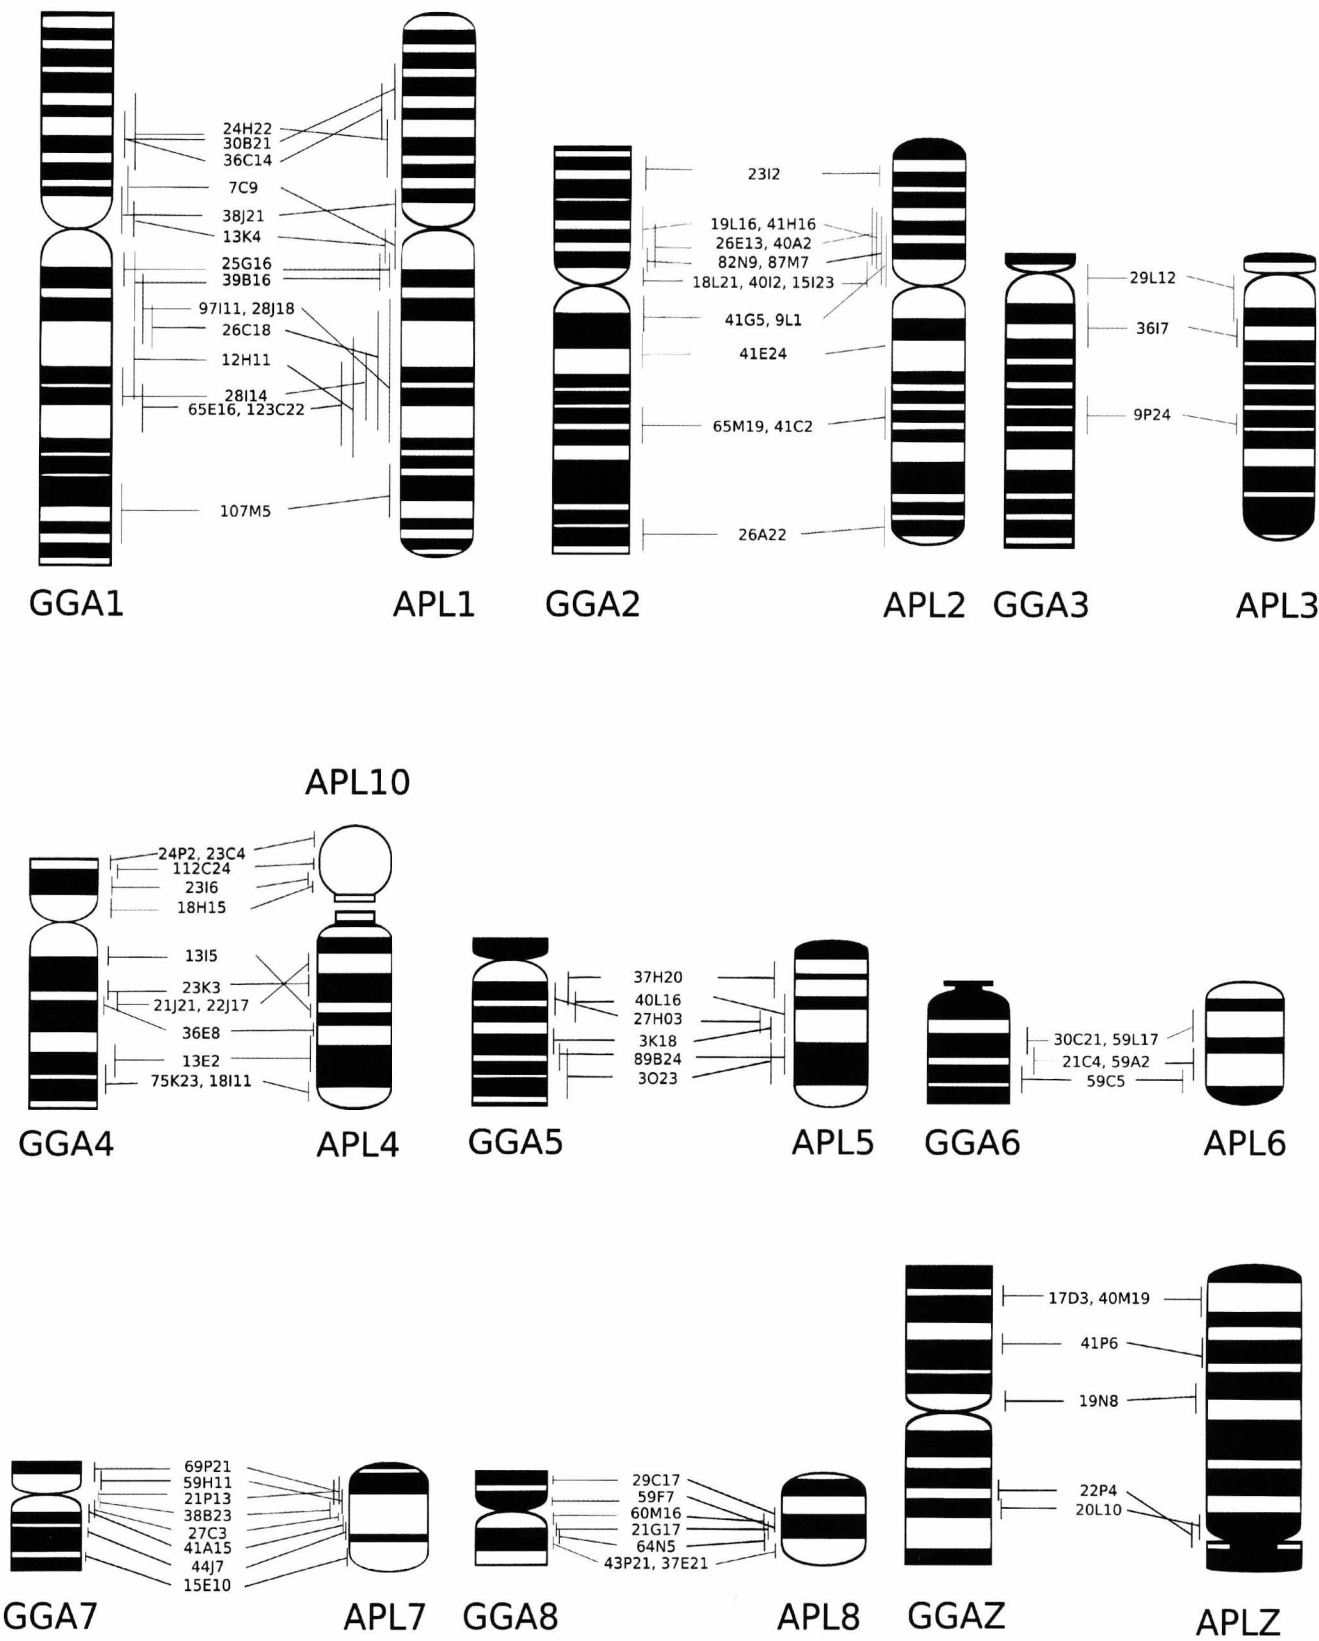 24H22
30B21
36C14
7C9
38J21
13K4
25G16
39B16
97I11, 28J18
26C18
12H11
28I14
65E16, 123C22
107M5
GGA1
APL1
23I2
19L16, 41H16
26E13, 40A2
82N9, 87M7
18L21, 40I2, 15I23
41G5, 9L1
41E24
65M19, 41C2
26A22
GGA2
APL2
29L12
36I7
9P24
GGA3
APL3
APL10
24P2, 23C4
112C24
23I6
18H15
13I5
23K3
21J21, 22J17
36E8
13E2
75K23, 18I11
GGA4
APL4
37H20
40L16
27H03
3K18
89B24
3O23
GGA5
APL5
30C21, 59L17
21C4, 59A2
59C5
GGA6
APL6
69P21
59H11
21P13
38B23
27C3
41A15
44J7
15E10
GGA7
APL7
29C17
59F7
60M16
21G17
64N5
43P21, 37E21
GGA8
APL8
17D3, 40M19
41P6
19N8
22P4
20L10
GGAZ
APLZ